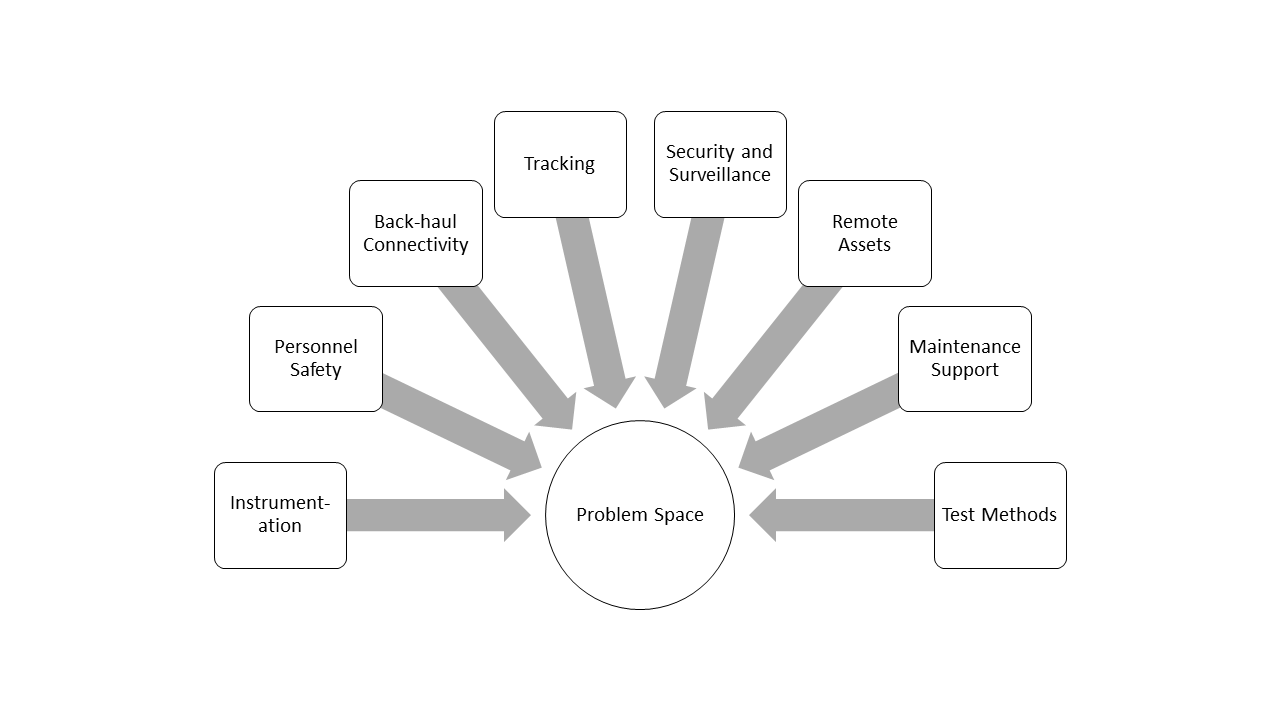 Tracking
Security and
Surveillance
Back-haul
Connectivity
Remote
Assets
Personnel
Safety
Maintenance
Support
Instrument-
ation
Problem Space
Test Methods